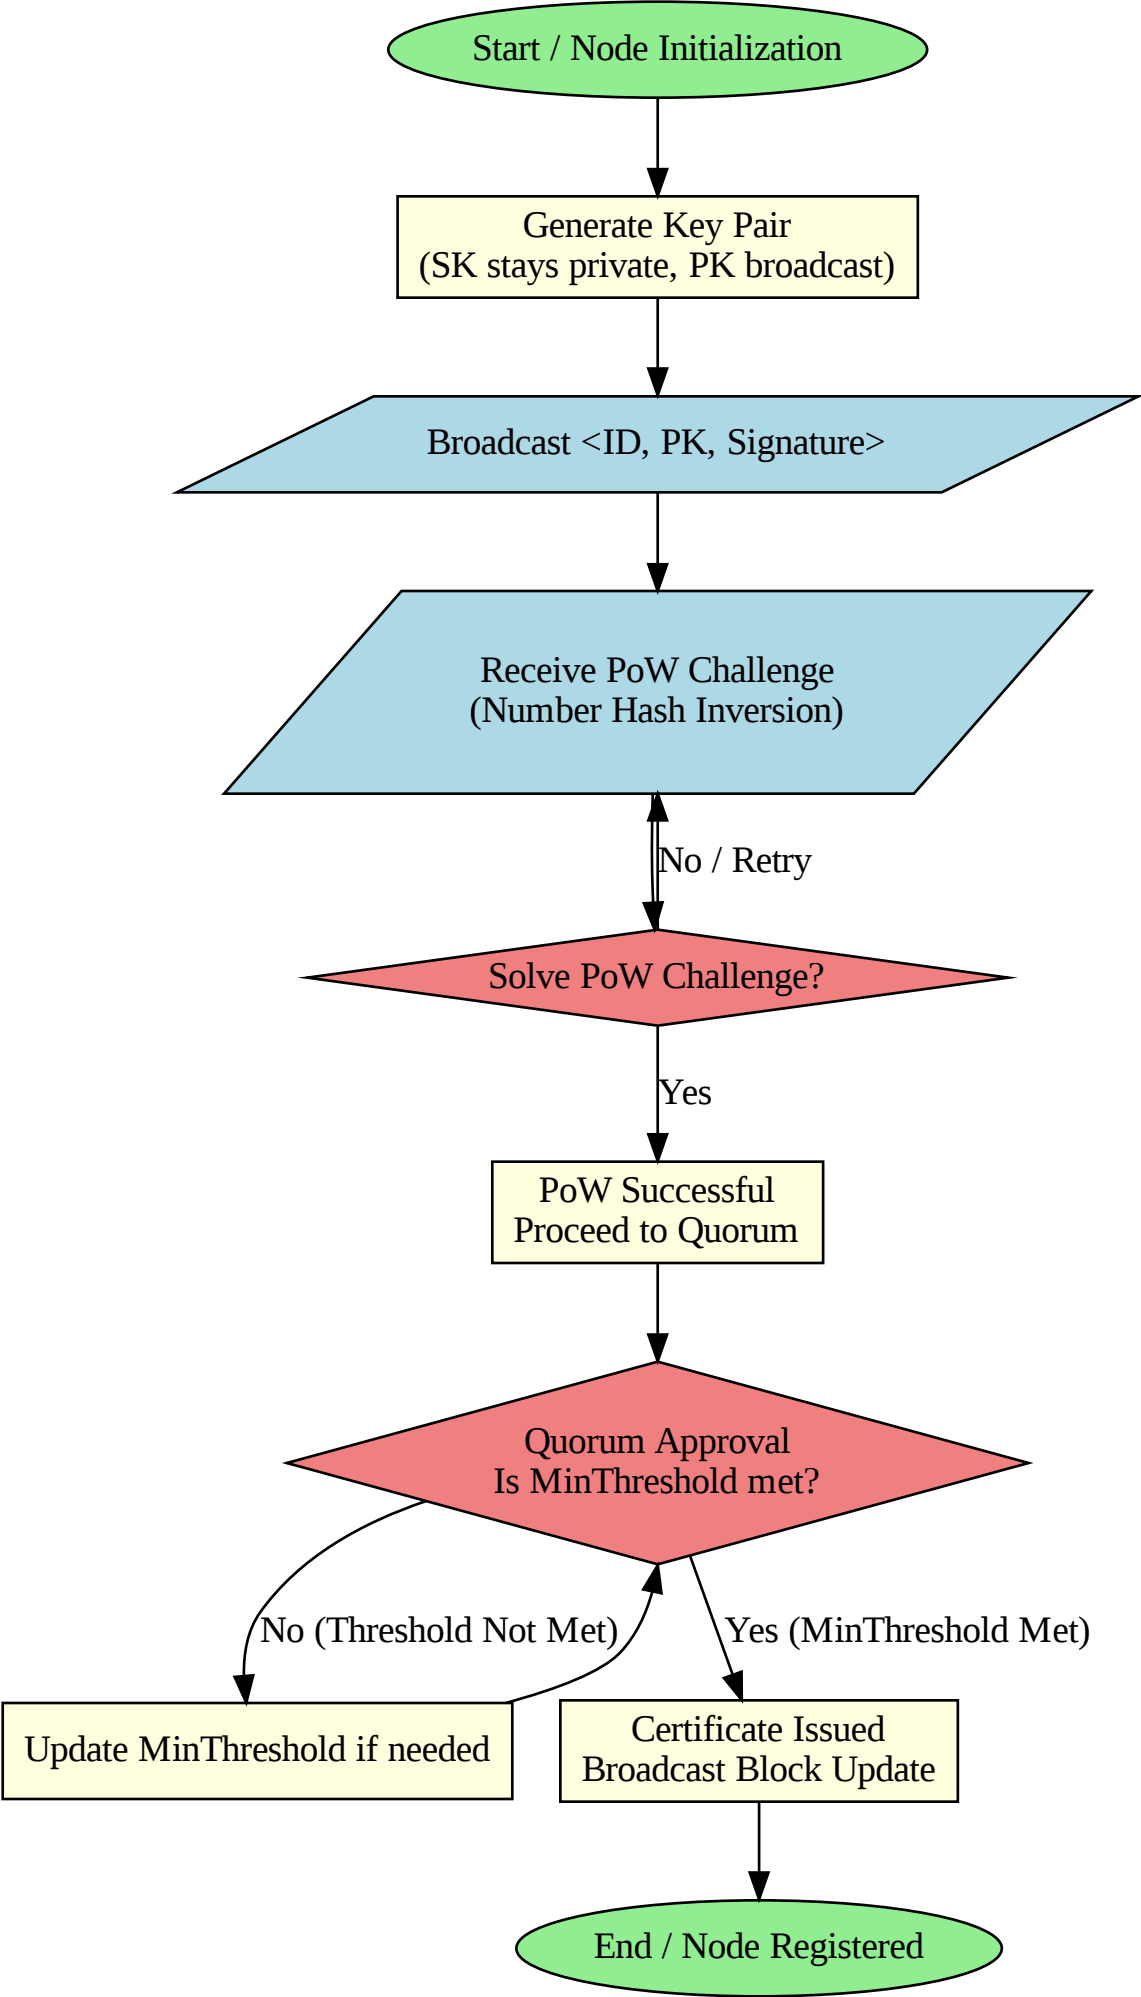 Start / Node Initialization
Generate Key Pair
(SK stays private, PK broadcast)
Broadcast <ID, PK, Signature>
Receive PoW Challenge
(Number Hash Inversion)
No / Retry
Solve PoW Challenge?
Yes
PoW Successful
Proceed to Quorum
Quorum Approval
Is MinThreshold met?
No (Threshold Not Met)
Yes (MinThreshold Met)
Update MinThreshold if needed
Certificate Issued
Broadcast Block Update
End / Node Registered